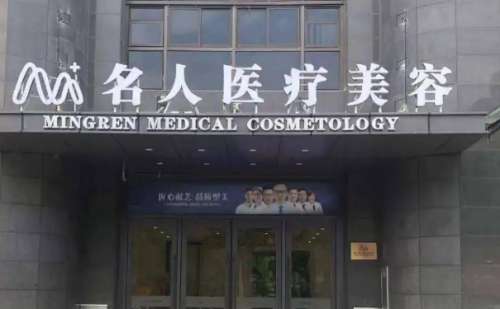 名人医疗美容
MINGREN MEDICAL COSMETOLOGY